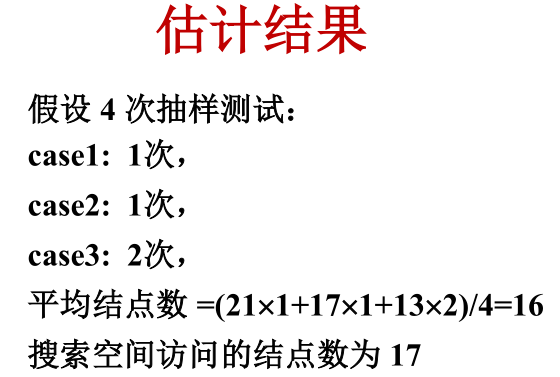 估计结果
假设 4 次抽样测试：
case1: 1次，
case2: 1次，
case3: 2次，
平均结点数 =(21×1+17×1+13×2)/4=16
搜索空间访问的结点数为 17